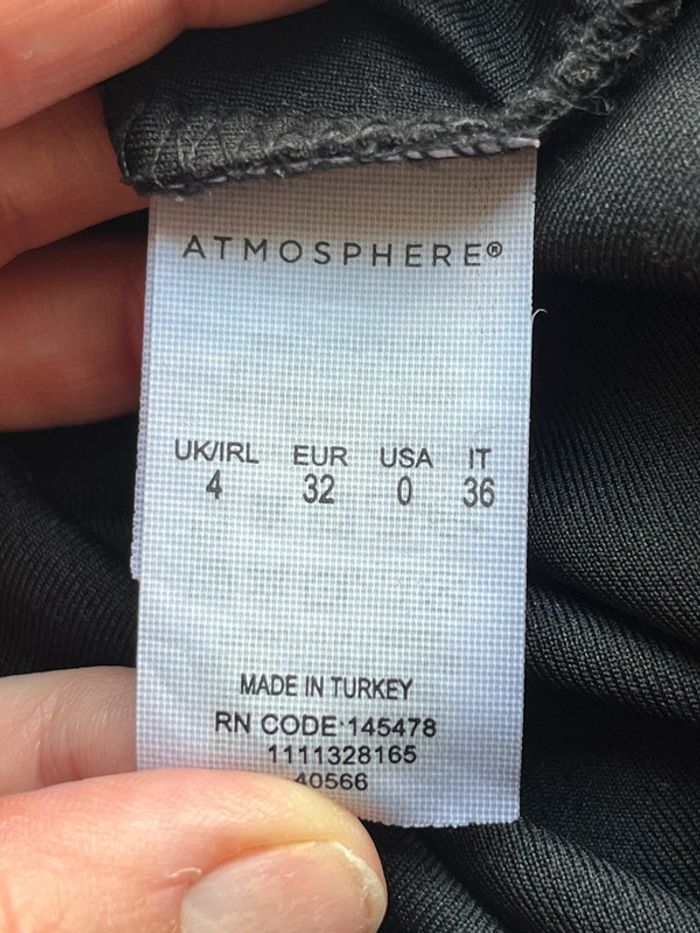 ATMOSPHERE®
UK/IRL EUR USA IT
4 32 0 36
MADE IN TURKEY
RN CODE 145478
1111328165
40566